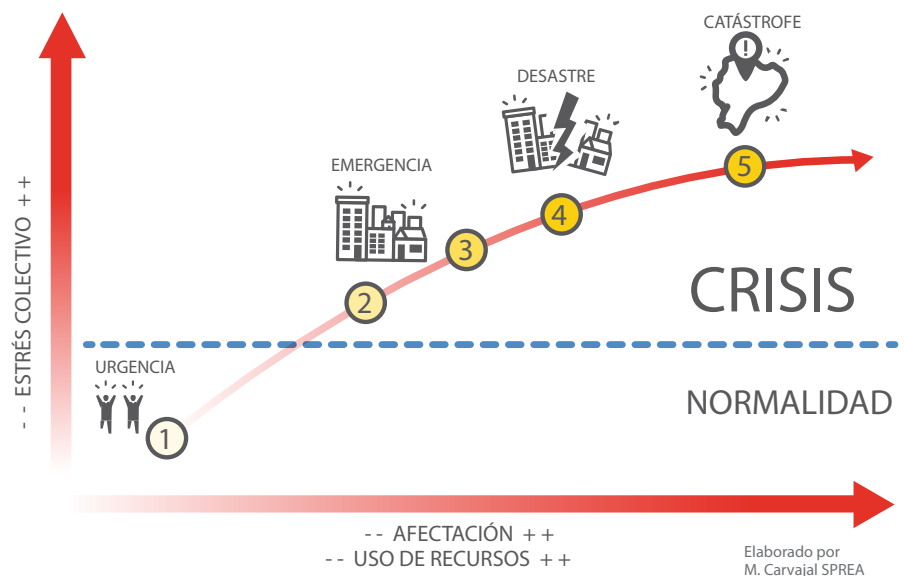 CATÁSTROFE
!
DESASTRE
EMERGENCIA
5
4
3
2
CRISIS
URGENCIA
NORMALIDAD
1
- - ESTRÉS COLECTIVO ++
- - AFECTACIÓN ++
- - USO DE RECURSOS ++
Elaborado por
M. Carvajal SPREA